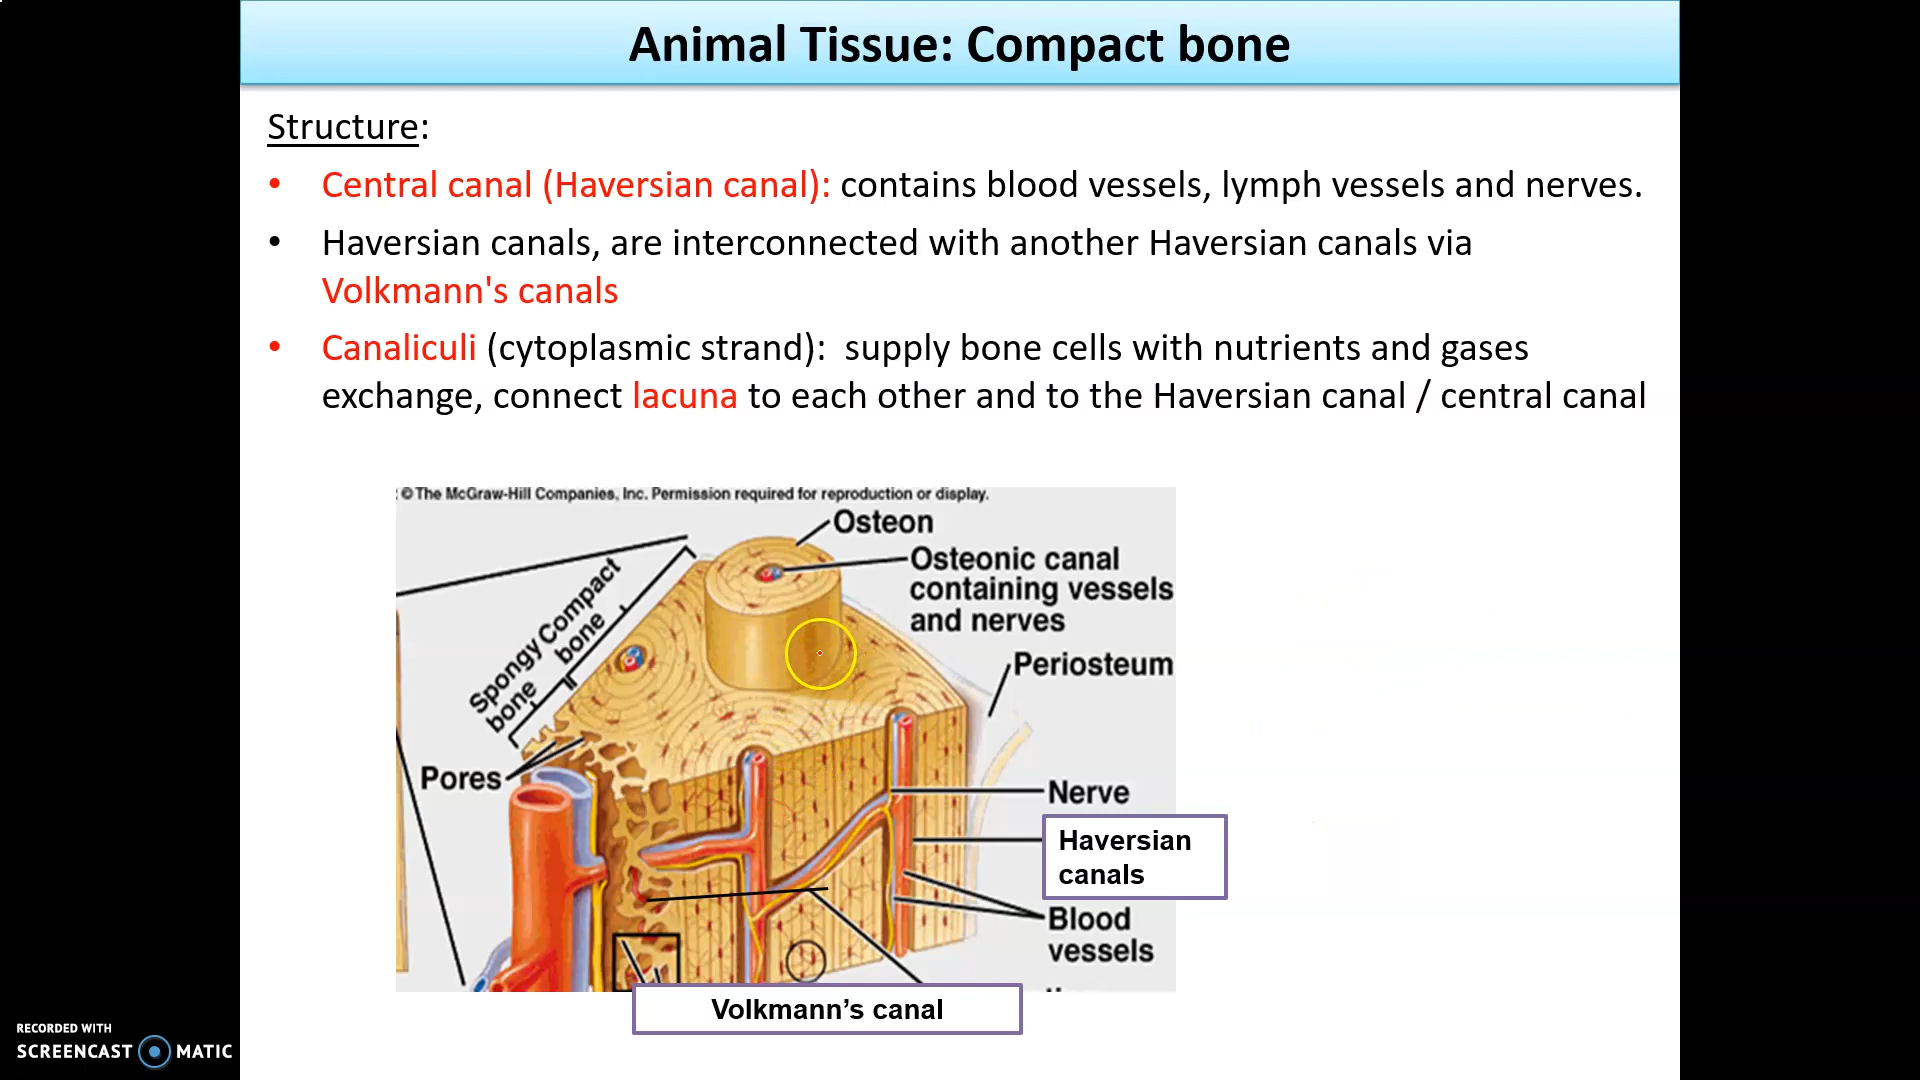 Animal Tissue: Compact bone
Structure:
• Central canal (Haversian canal): contains blood vessels, lymph vessels and nerves.
• Haversian canals, are interconnected with another Haversian canals via
Volkmann's canals
• Canaliculi (cytoplasmic strand): supply bone cells with nutrients and gases
exchange, connect lacuna to each other and to the Haversian canal / central canal
© The McGraw-Hill Companies, Inc. Permission required for reproduction or display.
Osteon
Osteonic canal
containing vessels
and nerves
Compact
bone
Spongy
bone
Periosteum
Pores
Nerve
Haversian
canals
Blood
vessels
Volkmann’s canal
RECORDED WITH
SCREENCAST MATIC